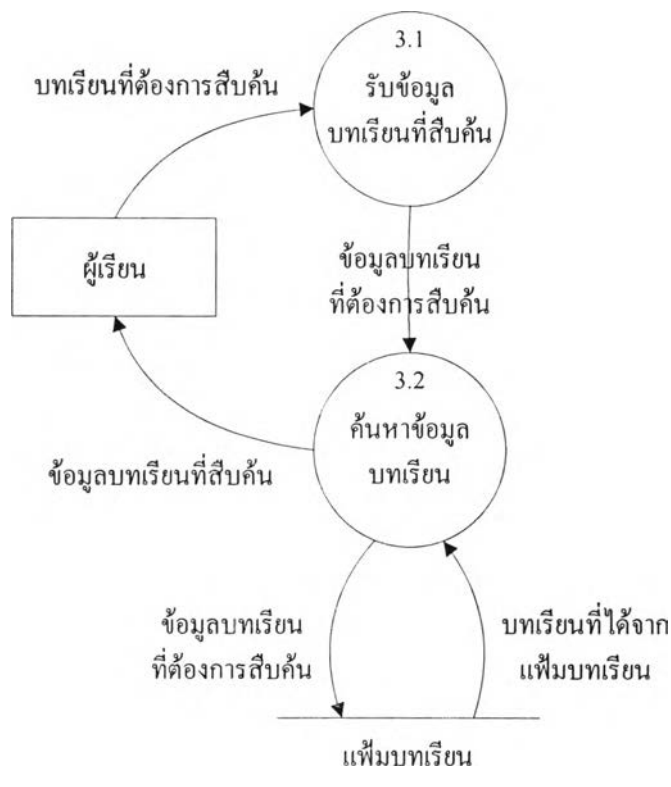 3.1
บทเรียนที่ต้องการสืบค้น
รับข้อมูล
บทเรียนที่สืบค้น
ผู้เรียน
ข้อมูลบทเรียน
ที่ต้องการสืบค้น
3.2
ค้นหาข้อมูล
บทเรียน
ข้อมูลบทเรียนที่สืบค้น
ข้อมูลบทเรียน
ที่ต้องการสืบค้น
บทเรียนที่ได้จาก
แฟ้มบทเรียน
แฟ้มบทเรียน